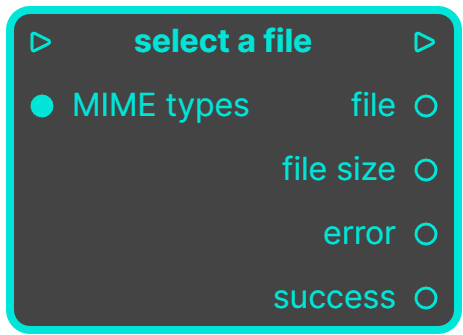 select a file
MIME types file
file size
error
success